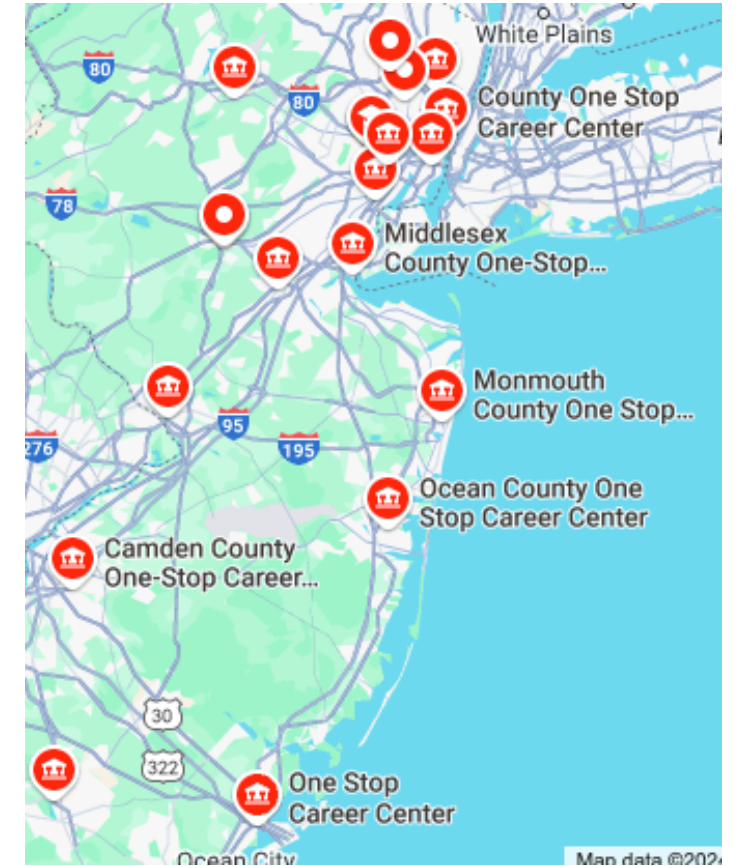 White Plains
80
80
County One Stop
Career Center
78
Middlesex
County One-Stop...
Monmouth
County One Stop...
95
195
276
Ocean County One
Stop Career Center
Camden County
One-Stop Career...
30
322
One Stop
Career Center
Ocean City
Map data ©202